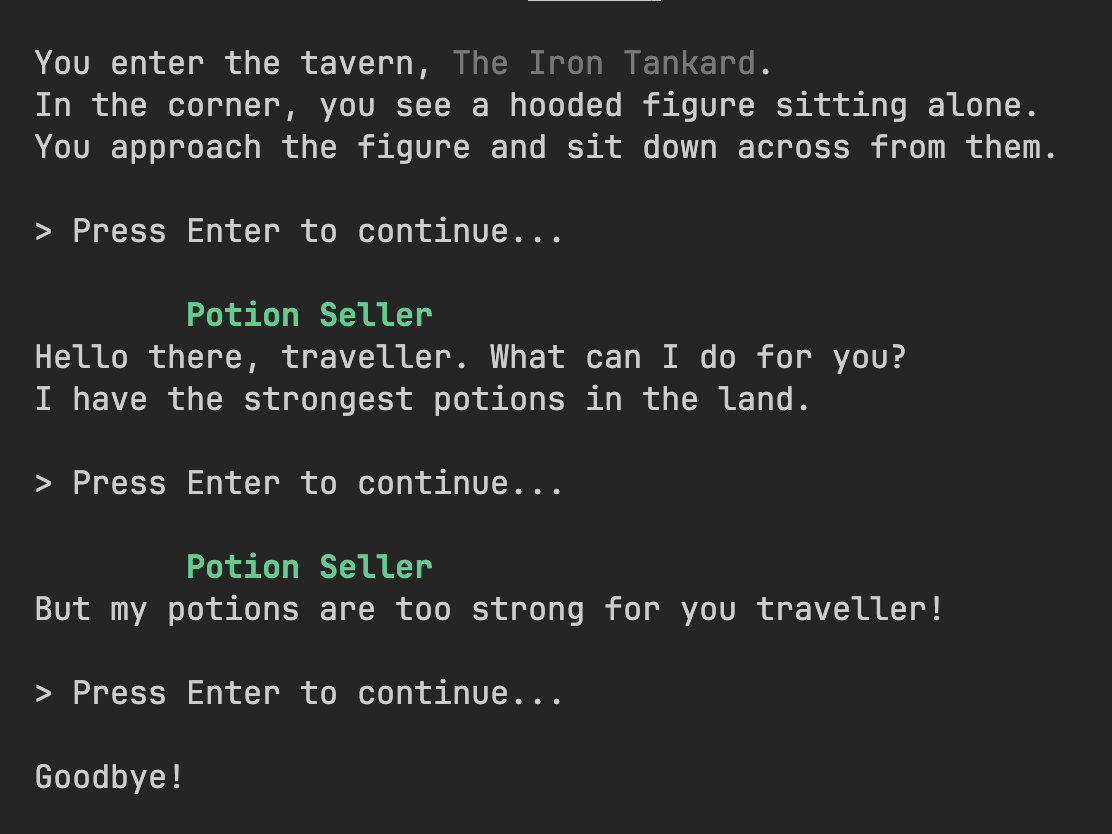 You enter the tavern, The Iron Tankard.
In the corner, you see a hooded figure sitting alone.
You approach the figure and sit down across from them.
> Press Enter to continue...
Potion Seller
Hello there, traveller. What can I do for you?
I have the strongest potions in the land.
> Press Enter to continue...
Potion Seller
But my potions are too strong for you traveller!
> Press Enter to continue...
Goodbye!